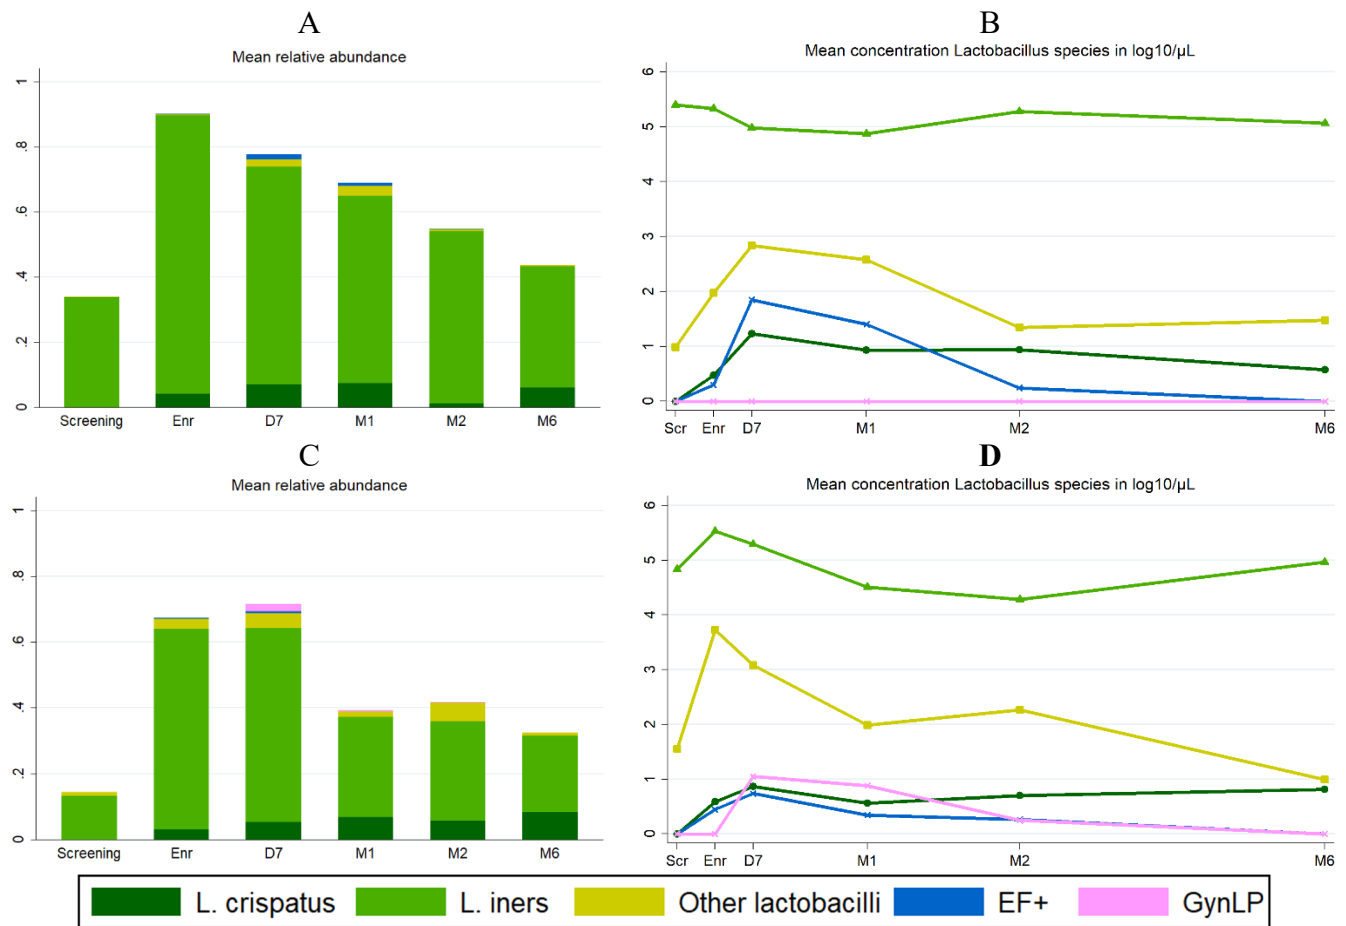 A
Mean relative abundance
1
.8
.6
.4
.2
0
Screening Enr D7 M1 M2 M6
B
Mean concentration Lactobacillus species in log10/µL
6
5
4
3
2
1
0
Scr Enr D7 M1 M2 M6
C
Mean relative abundance
1
.8
.6
.4
.2
0
Screening Enr D7 M1 M2 M6
D
Mean concentration Lactobacillus species in log10/µL
6
5
4
3
2
1
0
Scr Enr D7 M1 M2 M6
L. crispatus L. iners Other lactobacilli EF+ GynLP